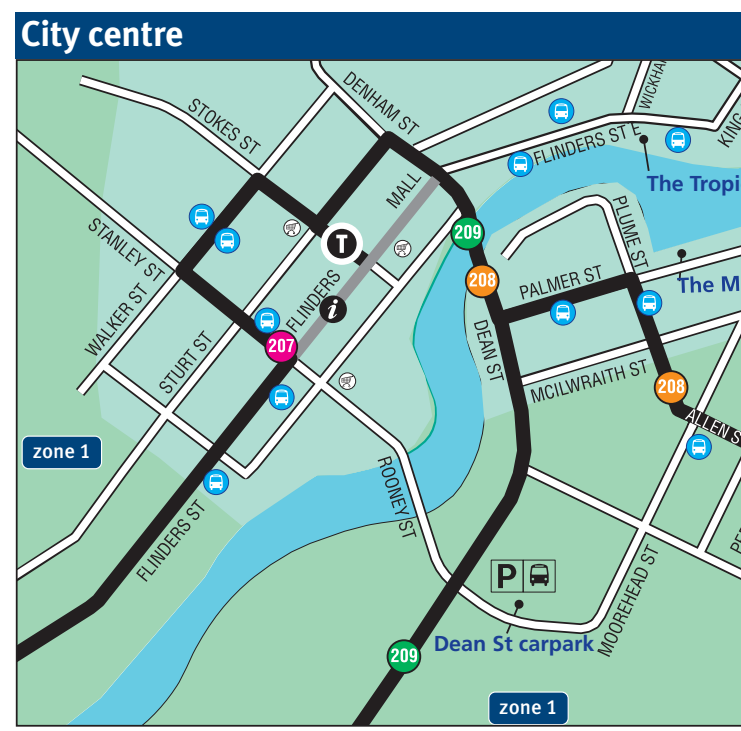 City centre
DENHAM ST
WICKHA
STOKES ST
KING
FLINDERS ST E
MALL
The Tropi
PLUME ST
209
STANLEY ST
T
208
PALMER ST
The M
WALKER ST
FLINDERS
i
207
STURT ST
DEAN ST
MCILWRAITH ST
208
ALLEN S
zone 1
ROONEY ST
FLINDERS ST
PE
MOOREHEAD ST
P
Dean St carpark
209
zone 1